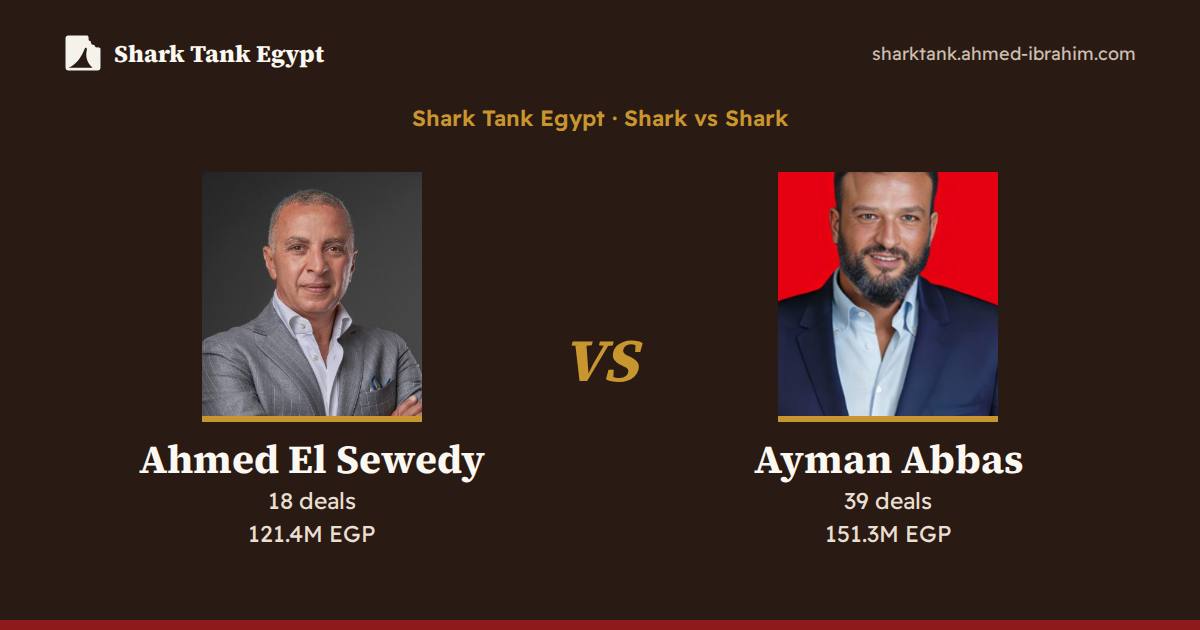 Shark Tank Egypt
sharktank.ahmed-ibrahim.com
Shark Tank Egypt · Shark vs Shark
VS
Ahmed El Sewedy
18 deals
121.4M EGP
Ayman Abbas
39 deals
151.3M EGP